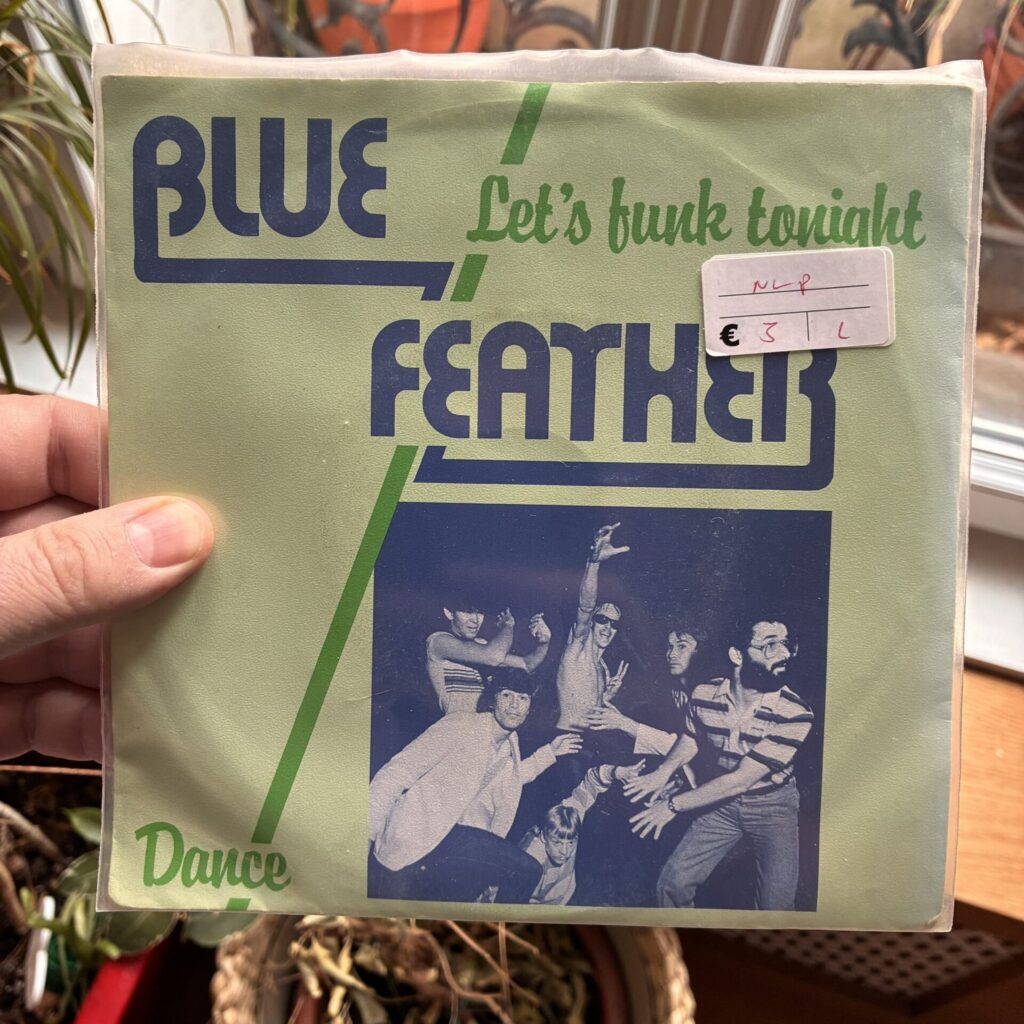 BLUE
Let's funk tonight
NLP
€ 3 L
FEATHER
Dance